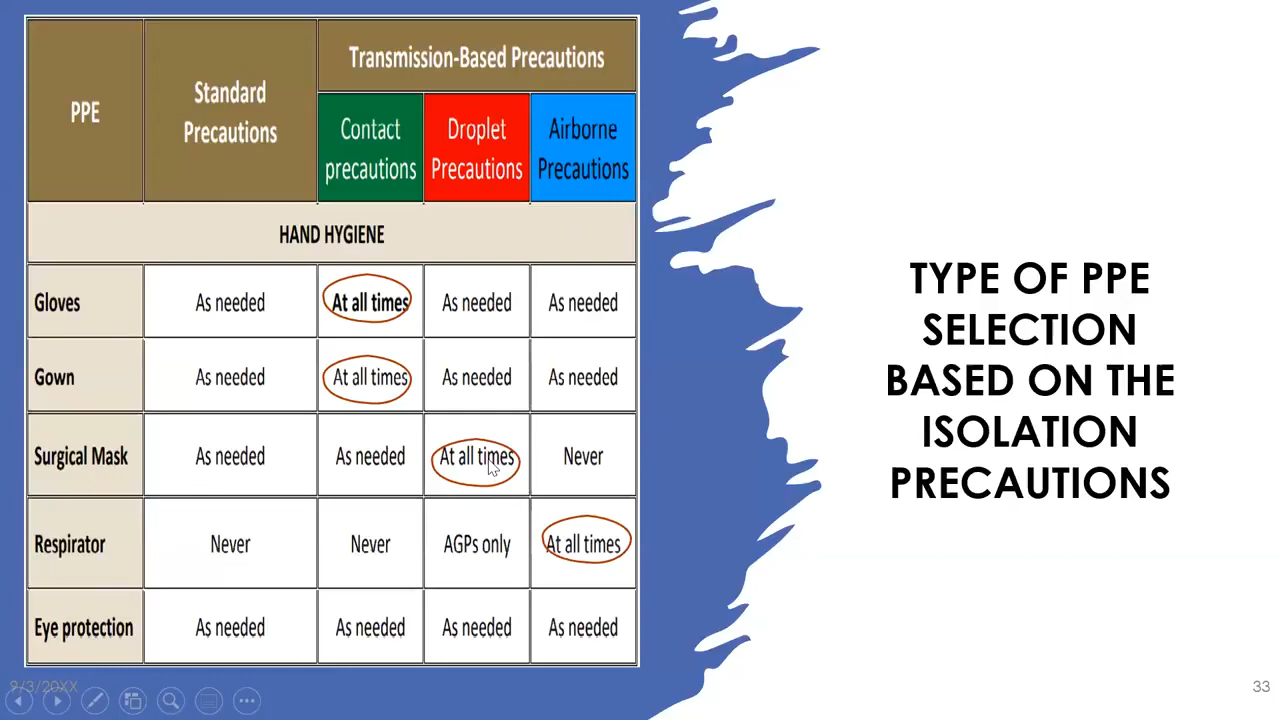 PPE
Standard
Precautions
Transmission-Based Precautions
Contact
precautions
Droplet
Precautions
Airborne
Precautions
HAND HYGIENE
Gloves As needed At all times As needed As needed
Gown As needed At all times As needed As needed
Surgical Mask As needed As needed At all times Never
Respirator Never Never AGPs only At all times
Eye protection As needed As needed As needed As needed
TYPE OF PPE
SELECTION
BASED ON THE
ISOLATION
PRECAUTIONS
9/3/20XX
33